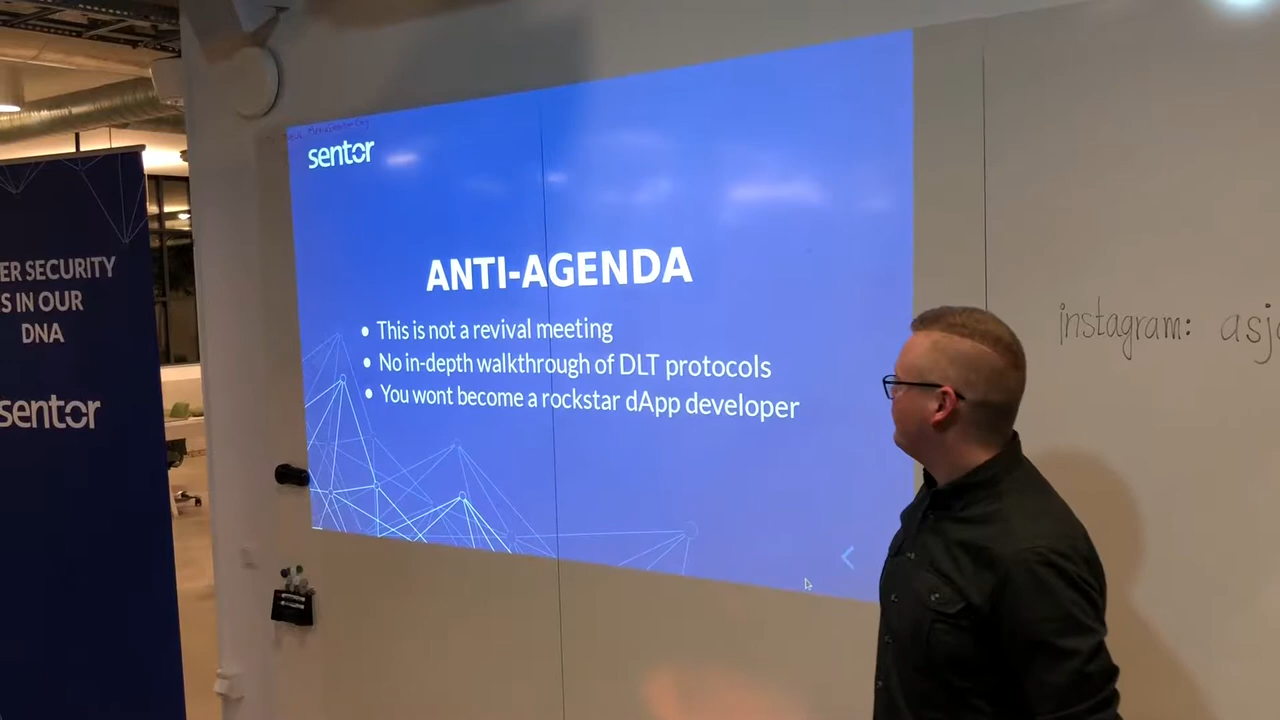 sentor
ANTI-AGENDA
This is not a revival meeting
No in-depth walkthrough of DLT protocols
You wont become a rockstar dApp developer
ER SECURITY
S IN OUR
DNA
sentor
instagram: asj